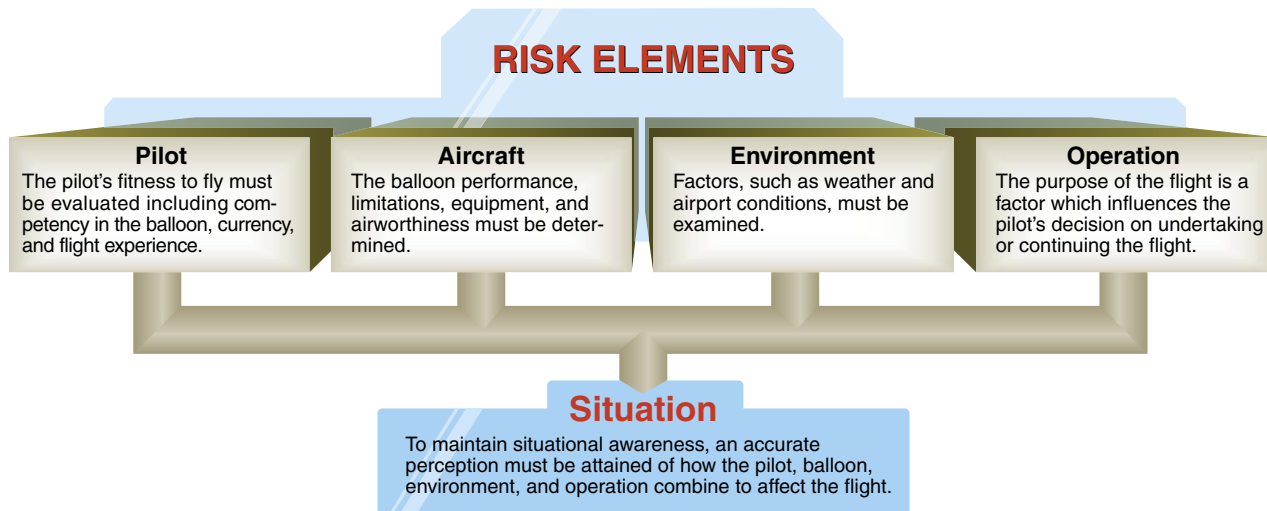 RISK ELEMENTS
Pilot
The pilot's fitness to fly must
be evaluated including com-
petency in the balloon, currency,
and flight experience.
Aircraft
The balloon performance,
limitations, equipment, and
airworthiness must be deter-
mined.
Environment
Factors, such as weather and
airport conditions, must be
examined.
Operation
The purpose of the flight is a
factor which influences the
pilot's decision on undertaking
or continuing the flight.
Situation
To maintain situational awareness, an accurate
perception must be attained of how the pilot, balloon,
environment, and operation combine to affect the flight.